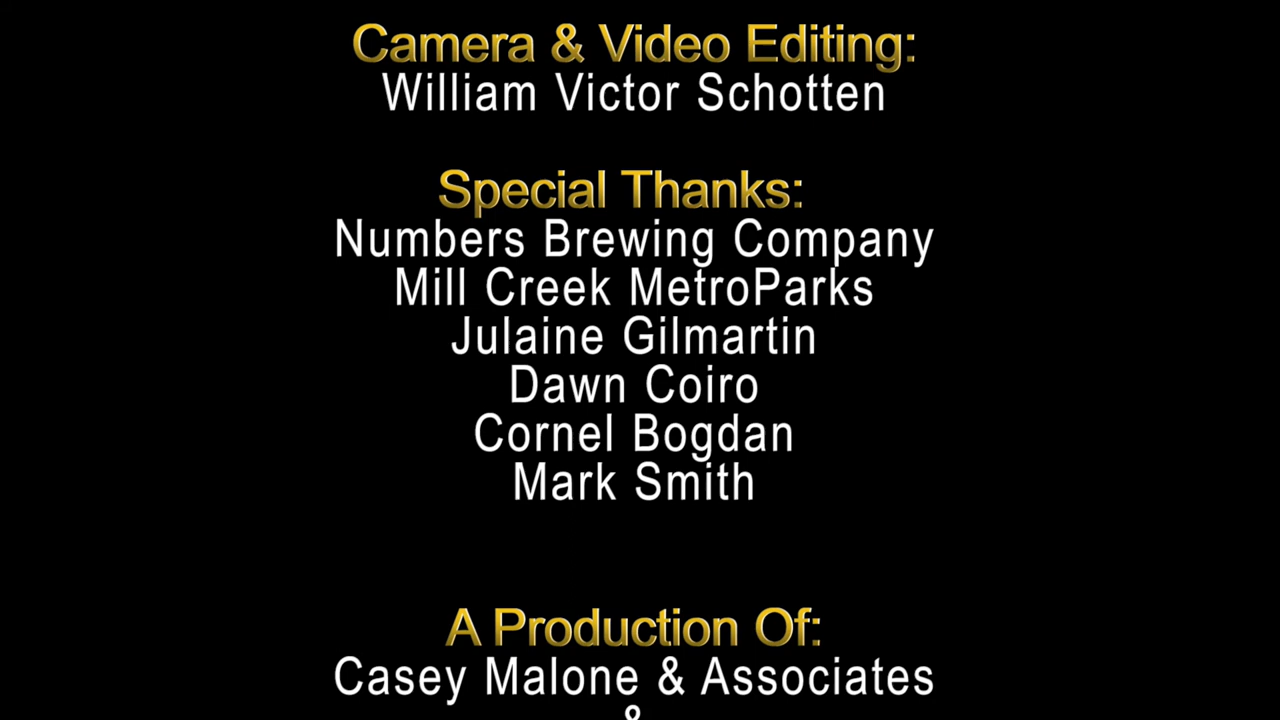 Camera & Video Editing:
William Victor Schotten
Special Thanks:
Numbers Brewing Company
Mill Creek MetroParks
Julaine Gilmartin
Dawn Coiro
Cornel Bogdan
Mark Smith
A Production Of:
Casey Malone & Associates
&